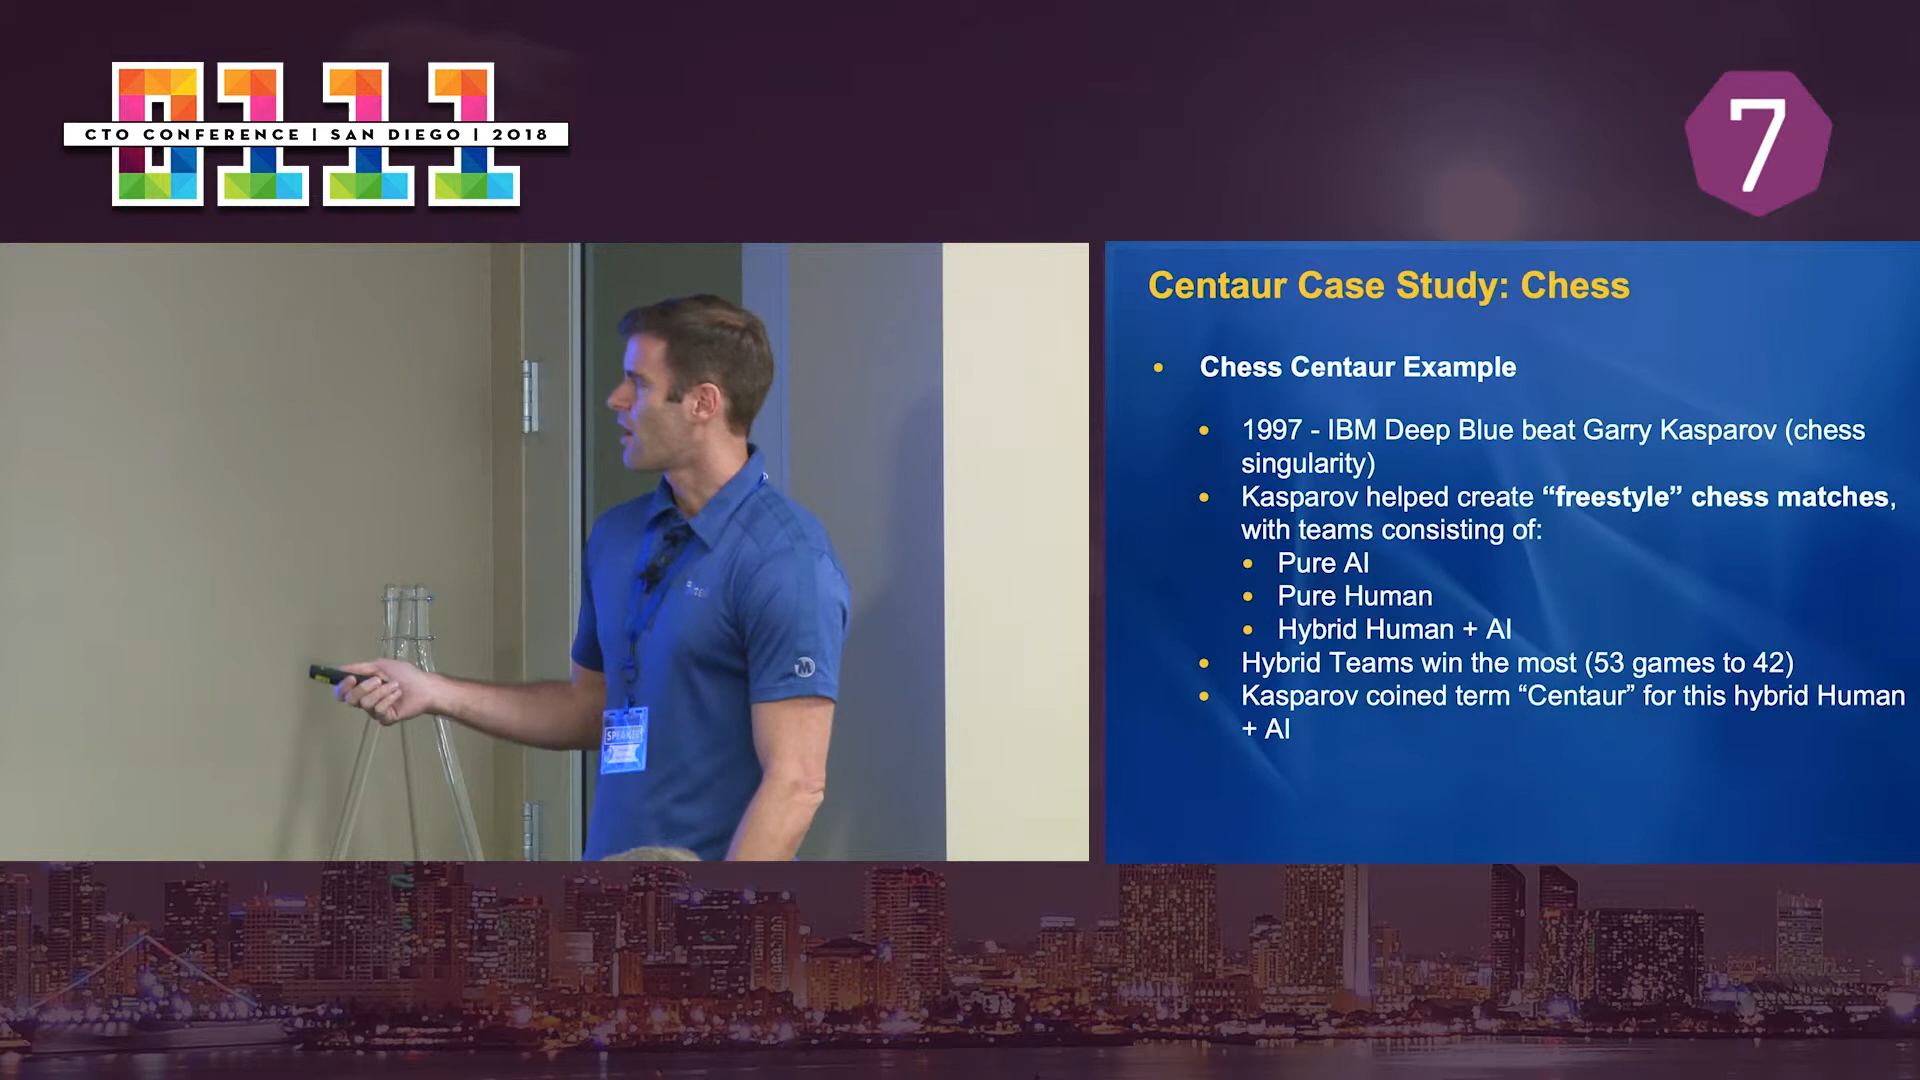 0111
CTO CONFERENCE | SAN DIEGO | 2018
7
SPEAKER
M
Centaur Case Study: Chess
• Chess Centaur Example
• 1997 - IBM Deep Blue beat Garry Kasparov (chess
singularity)
• Kasparov helped create “freestyle” chess matches,
with teams consisting of:
• Pure AI
• Pure Human
• Hybrid Human + AI
• Hybrid Teams win the most (53 games to 42)
• Kasparov coined term “Centaur” for this hybrid Human
+ AI